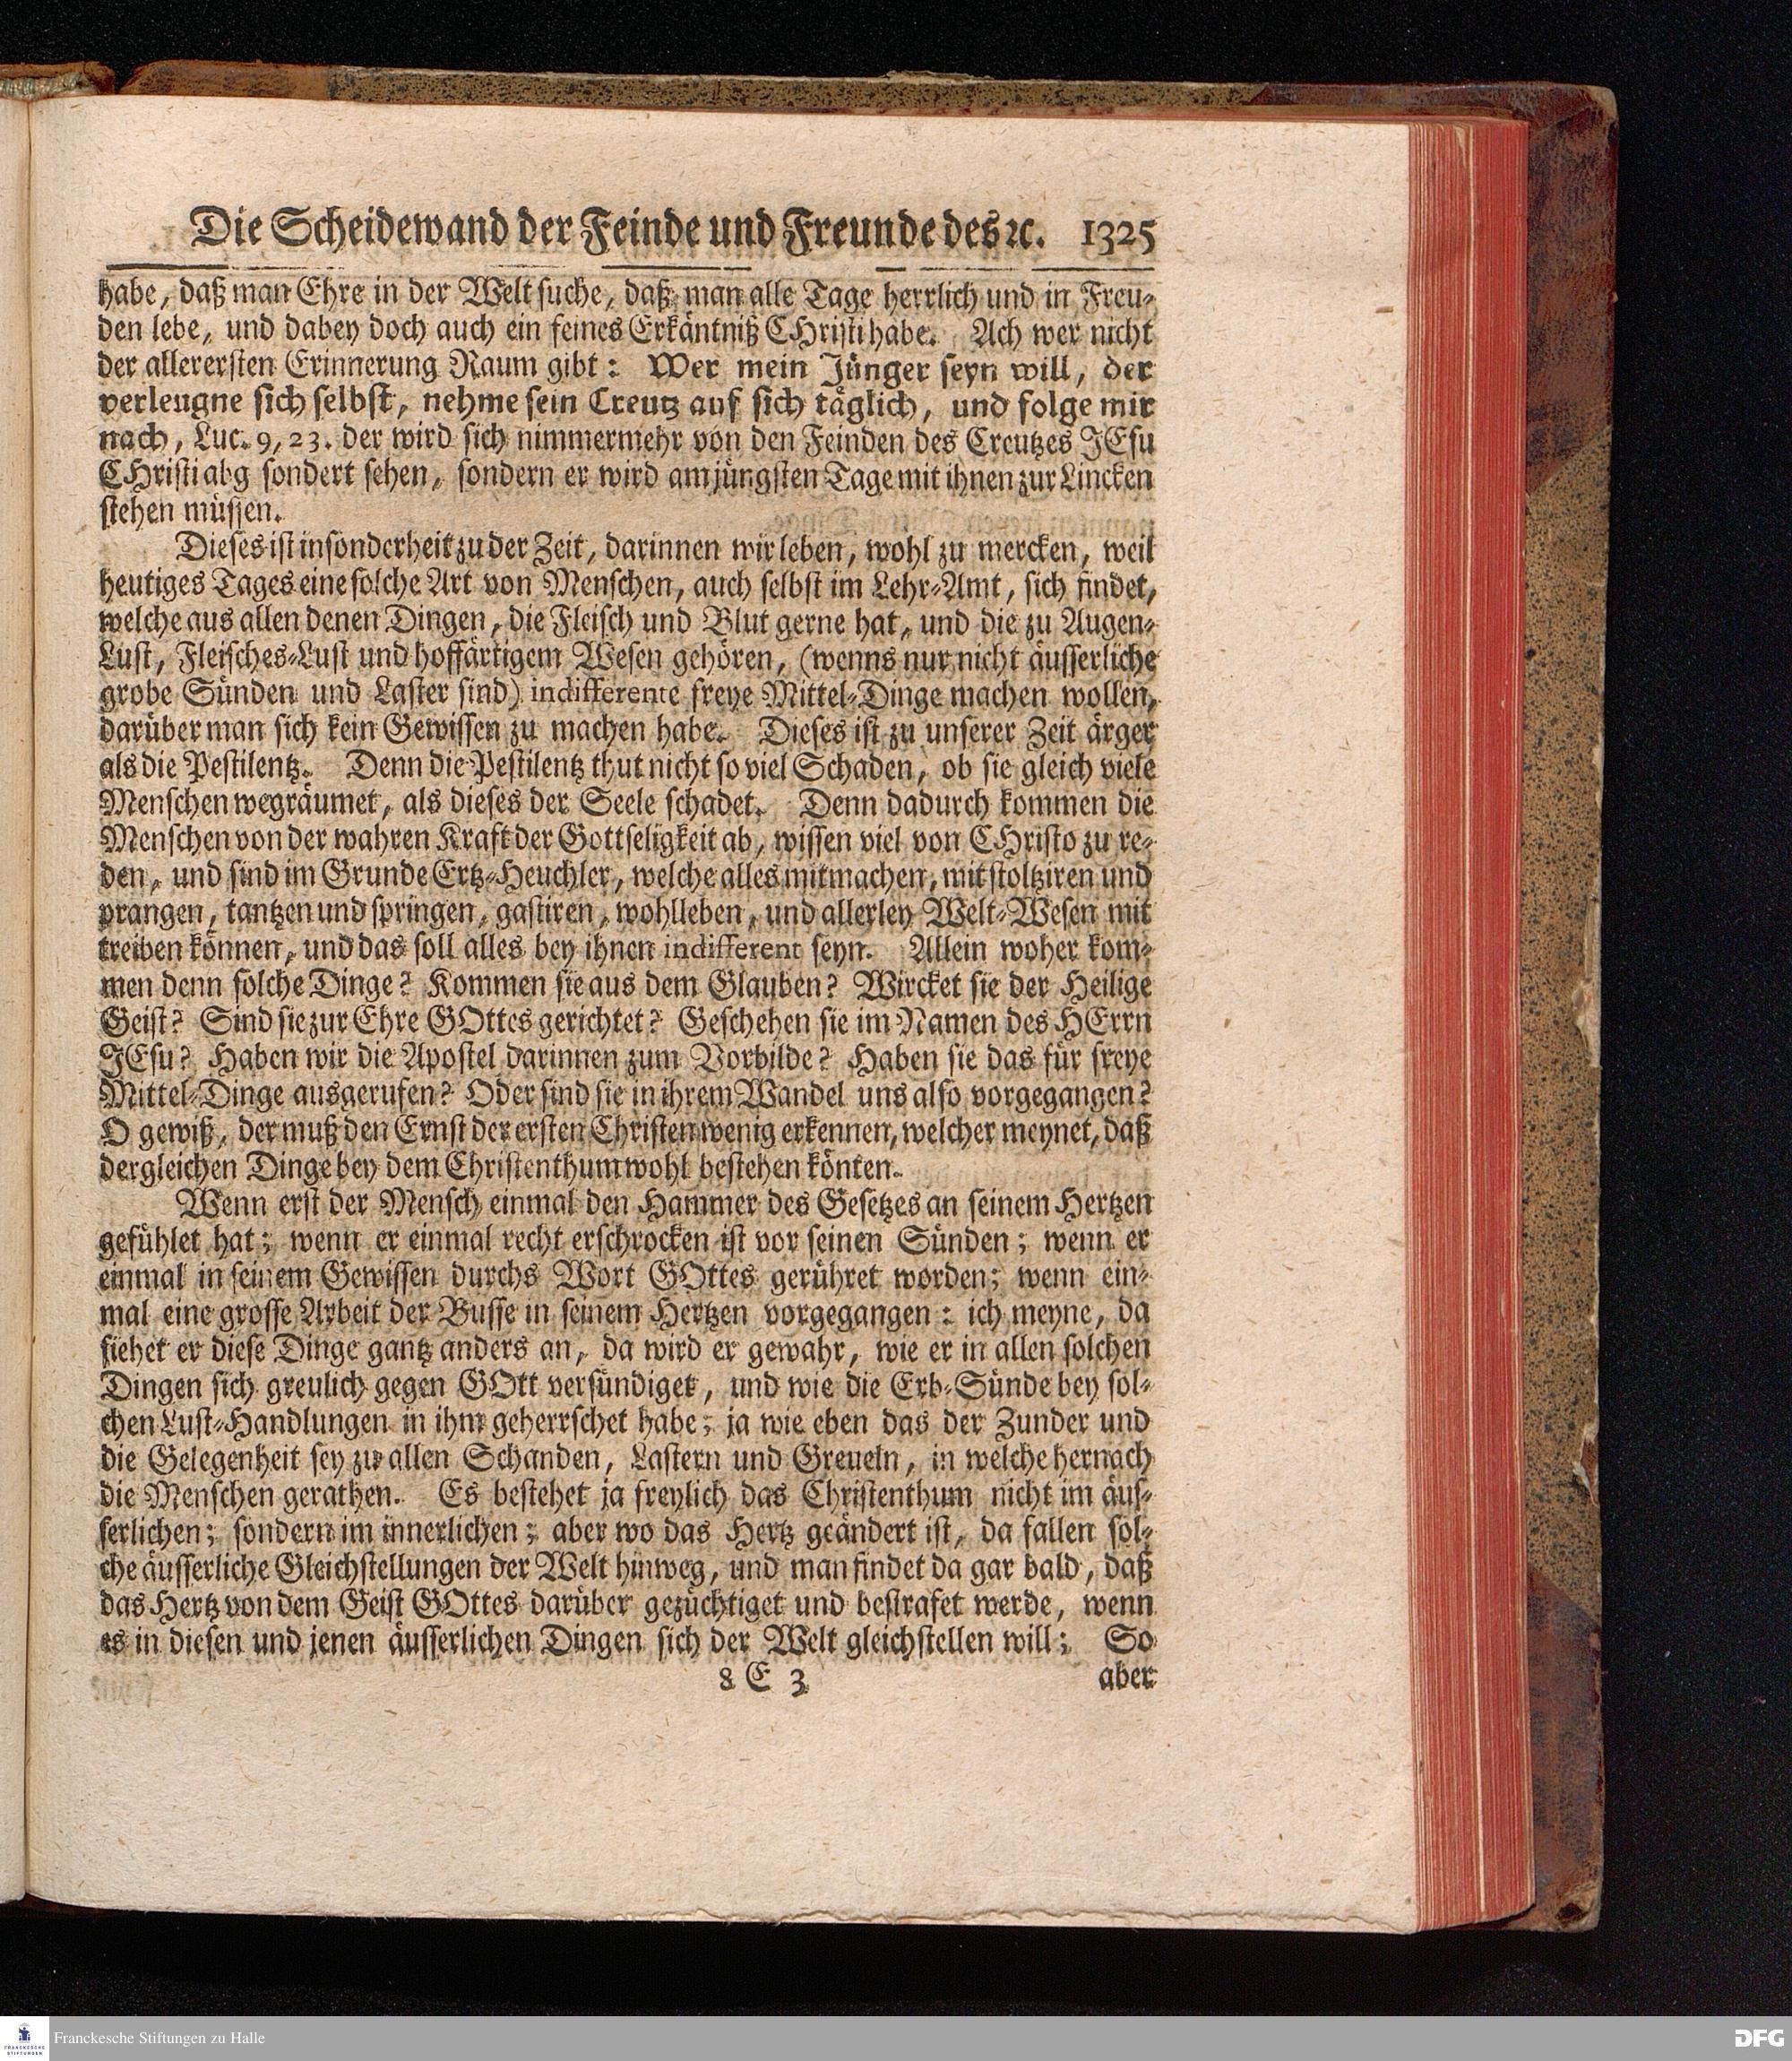 Die Scheidewand der Feinde und Freunde des ꝛc. 1325
habe, daß man Ehre in der Welt suche, daß man alle Tage herrlich und in Freu-
den lebe, und dabey doch auch ein feines Erkäntniß CHristi habe. Ach wer nicht
der allerersten Erinnerung Raum gibt: Wer mein Jünger seyn will, der
verleugne sich selbst, nehme sein Creutz auf sich täglich, und folge mir
nach, Luc. 9, 23. der wird sich nimmermehr von den Feinden des Creutzes JEsu
CHristi abg sondert sehen, sondern er wird am jüngsten Tage mit ihnen zur Lincken
stehen müssen.
Dieses ist insonderheit zu der Zeit, darinnen wir leben, wohl zu mercken, weil
heutiges Tages eine solche Art von Menschen, auch selbst im Lehr-Amt, sich findet,
welche aus allen denen Dingen, die Fleisch und Blut gerne hat, und die zu Augen-
Lust, Fleisches-Lust und hoffärtigem Wesen gehören, (wenns nur nicht äusserliche
grobe Sünden und Laster sind) indifferente freye Mittel-Dinge machen wollen,
darüber man sich kein Gewissen zu machen habe. Dieses ist zu unserer Zeit ärger
als die Pestilentz. Denn die Pestilentz thut nicht so viel Schaden, ob sie gleich viele
Menschen wegräumet, als dieses der Seele schadet. Denn dadurch kommen die
Menschen von der wahren Kraft der Gottseligkeit ab, wissen viel von CHristo zu re-
den, und sind im Grunde Ertz-Heuchler, welche alles mitmachen, mit stoltziren und
prangen, tantzen und springen, gastiren, wohlleben, und allerley Welt-Wesen mit
treiben können, und das soll alles bey ihnen indifferent seyn. Allein woher kom-
men denn solche Dinge? Kommen sie aus dem Glauben? Wircket sie der Heilige
Geist? Sind sie zur Ehre GOttes gerichtet? Geschehen sie im Namen des HErrn
JEsu? Haben wir die Apostel darinnen zum Vorbilde? Haben sie das für freye
Mittel-Dinge ausgerufen? Oder sind sie in ihrem Wandel uns also vorgegangen?
O gewiß, der muß den Ernst der ersten Christen wenig erkennen, welcher meynet, daß
dergleichen Dinge bey dem Christenthum wohl bestehen könten.
Wenn erst der Mensch einmal den Hammer des Gesetzes an seinem Hertzen
gefühlet hat; wenn er einmal recht erschrocken ist vor seinen Sünden; wenn er
einmal in seinem Gewissen durchs Wort GOttes gerühret worden; wenn ein-
mal eine grosse Arbeit der Busse in seinem Hertzen vorgegangen: ich meyne, da
siehet er diese Dinge gantz anders an, da wird er gewahr, wie er in allen solchen
Dingen sich greulich gegen GOtt versündiget, und wie die Erb-Sünde bey sol-
chen Lust-Handlungen in ihm geherrschet habe; ja wie eben das der Zunder und
die Gelegenheit sey zu allen Schanden, Lastern und Greueln, in welche hernach
die Menschen gerathen. Es bestehet ja freylich das Christenthum nicht im äus-
serlichen; sondern im innerlichen; aber wo das Hertz geändert ist, da fallen sol-
che äusserliche Gleichstellungen der Welt hinweg, und man findet da gar bald, daß
das Hertz von dem Geist GOttes darüber gezüchtiget und bestrafet werde, wenn
es in diesen und jenen äusserlichen Dingen sich der Welt gleichstellen will; So
8 E 3 aber
Franckesche Stiftungen zu Halle
FRANCKESCHE STIFTUNGEN
DFG